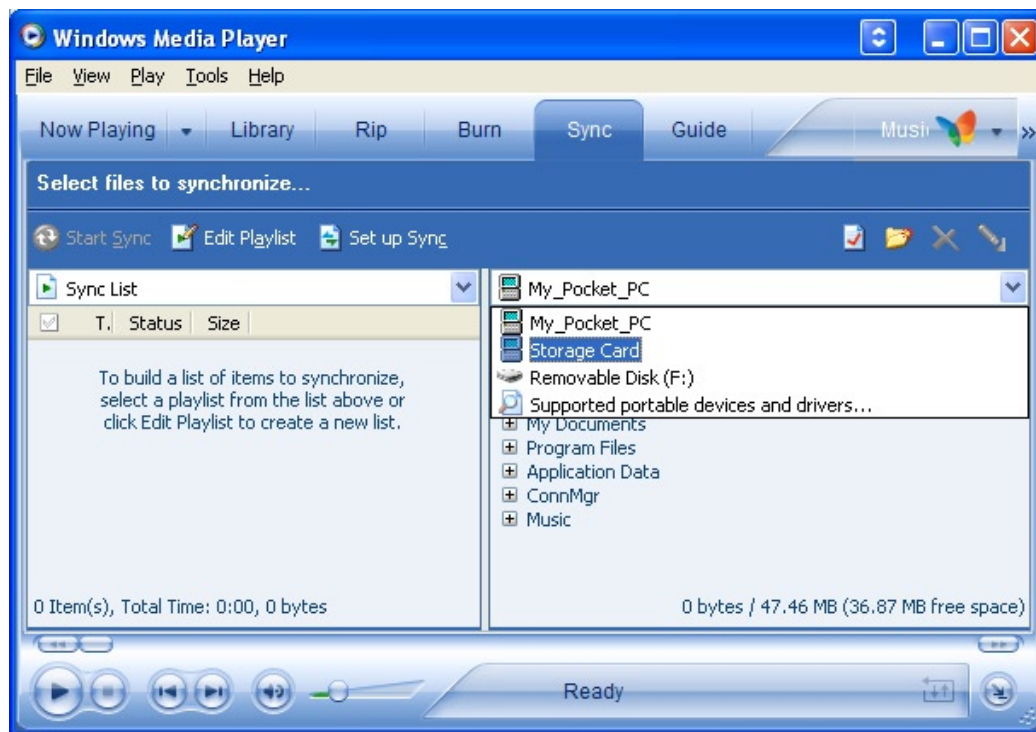 Windows Media Player
File View Play Tools Help
Now Playing Library Rip Burn Sync Guide
Select files to synchronize...
Start Sync Edit Playlist Set up Sync
Sync List
My_Pocket_PC
T. Status Size
My_Pocket_PC
Storage Card
Removable Disk (F:)
Supported portable devices and drivers...
To build a list of items to synchronize,
select a playlist from the list above or
click Edit Playlist to create a new list.
My Documents
Program Files
Application Data
ConnMgr
Music
0 Item(s), Total Time: 0:00, 0 bytes
0 bytes / 47.46 MB (36.87 MB free space)
Ready